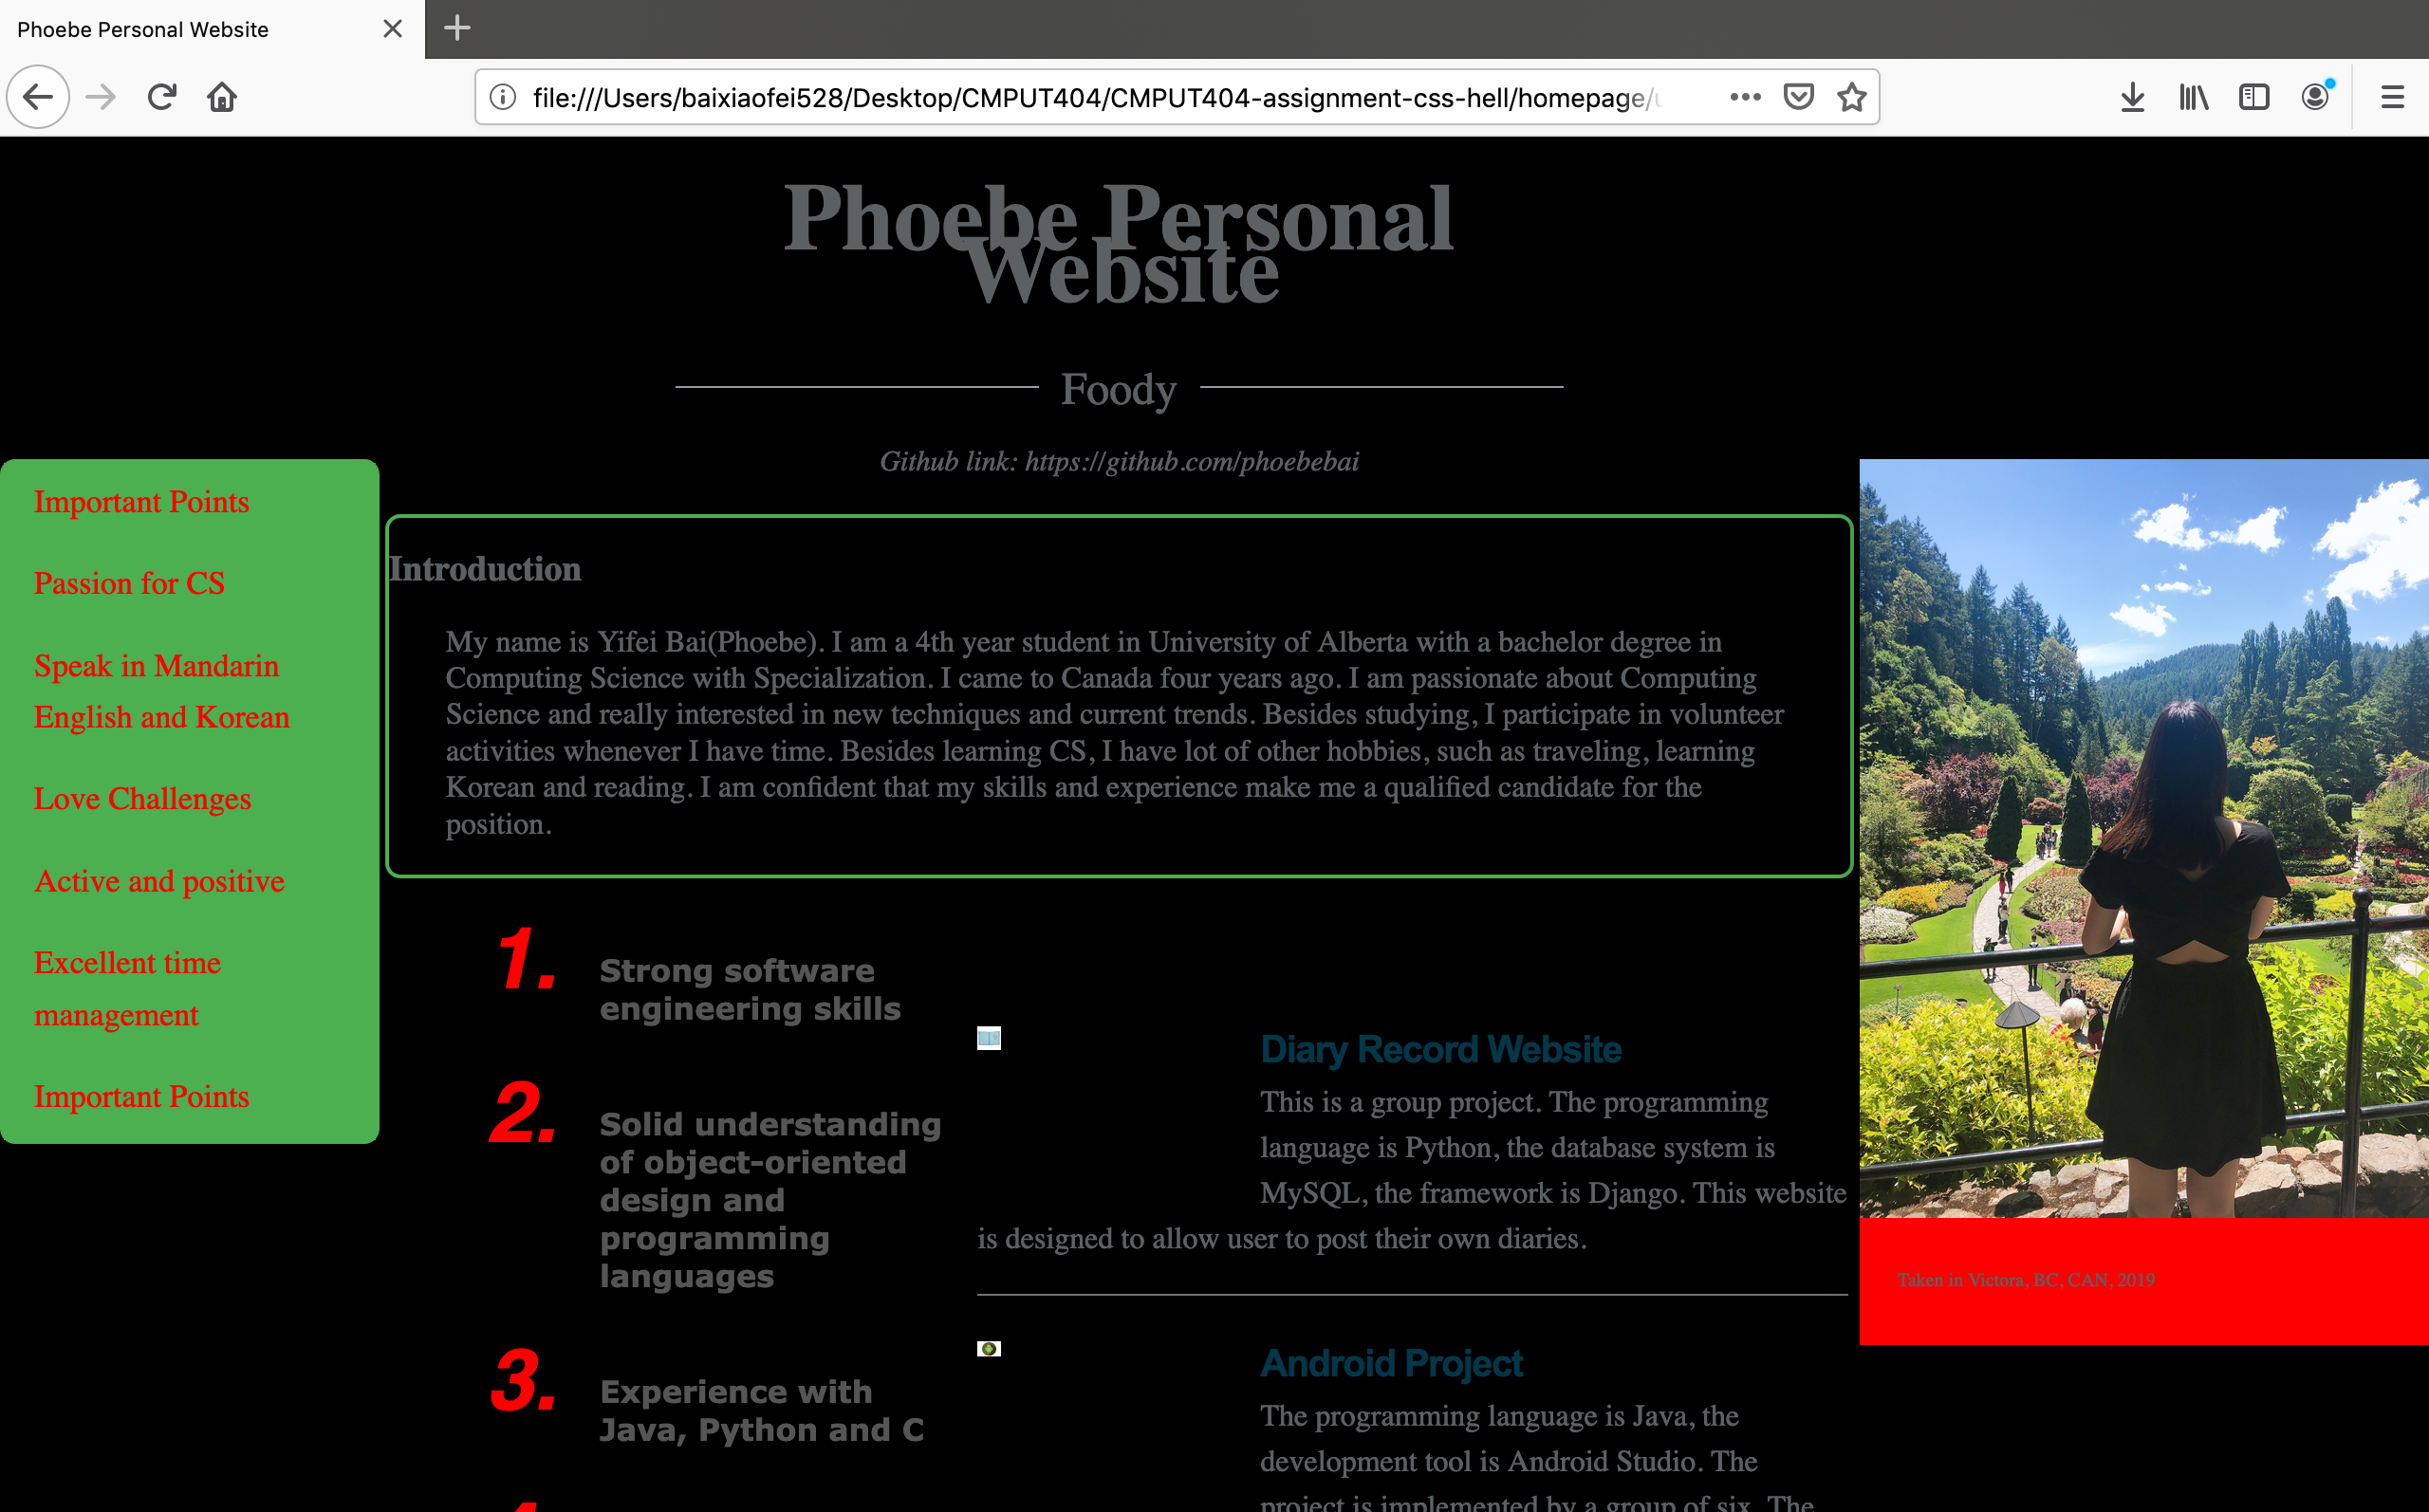 Phoebe Personal Website
file:///Users/baixiaofei528/Desktop/CMPUT404/CMPUT404-assignment-css-hell/homepage/
Phoebe Personal
Website
Foody
Github link: https://github.com/phoebebai
Important Points
Passion for CS
Speak in Mandarin
English and Korean
Love Challenges
Active and positive
Excellent time
management
Important Points
Introduction
My name is Yifei Bai(Phoebe). I am a 4th year student in University of Alberta with a bachelor degree in
Computing Science with Specialization. I came to Canada four years ago. I am passionate about Computing
Science and really interested in new techniques and current trends. Besides studying, I participate in volunteer
activities whenever I have time. Besides learning CS, I have lot of other hobbies, such as traveling, learning
Korean and reading. I am confident that my skills and experience make me a qualified candidate for the
position.
1. Strong software
engineering skills
2. Solid understanding
of object-oriented
design and
programming
languages
3. Experience with
Java, Python and C
Diary Record Website
This is a group project. The programming
language is Python, the database system is
MySQL, the framework is Django. This website
is designed to allow user to post their own diaries.
Android Project
The programming language is Java, the
development tool is Android Studio. The
project is implemented by a group of six. The
Taken in Victora, BC, CAN, 2019